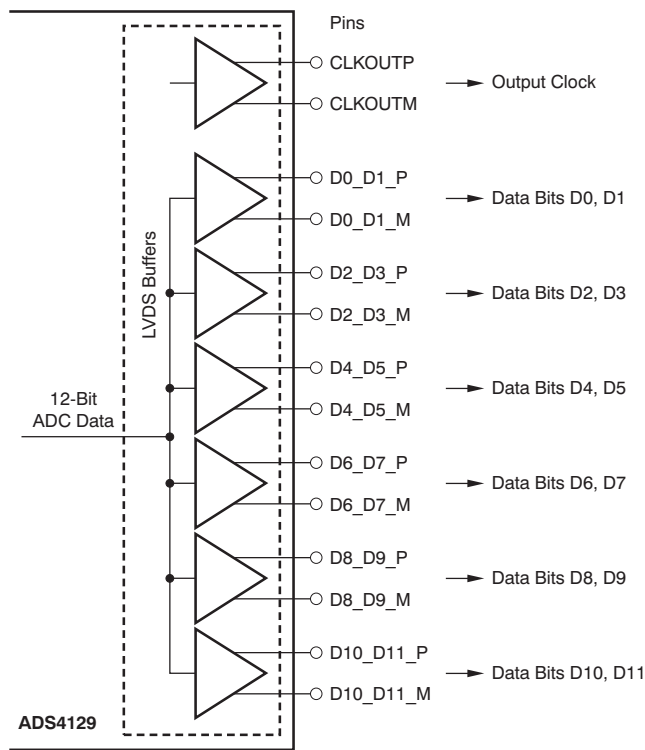 Pins
CLKOUTP
CLKOUTM
Output Clock
D0_D1_P
D0_D1_M
Data Bits D0, D1
D2_D3_P
D2_D3_M
Data Bits D2, D3
LVDS Buffers
D4_D5_P
D4_D5_M
Data Bits D4, D5
12-Bit
ADC Data
D6_D7_P
D6_D7_M
Data Bits D6, D7
D8_D9_P
D8_D9_M
Data Bits D8, D9
D10_D11_P
D10_D11_M
Data Bits D10, D11
ADS4129